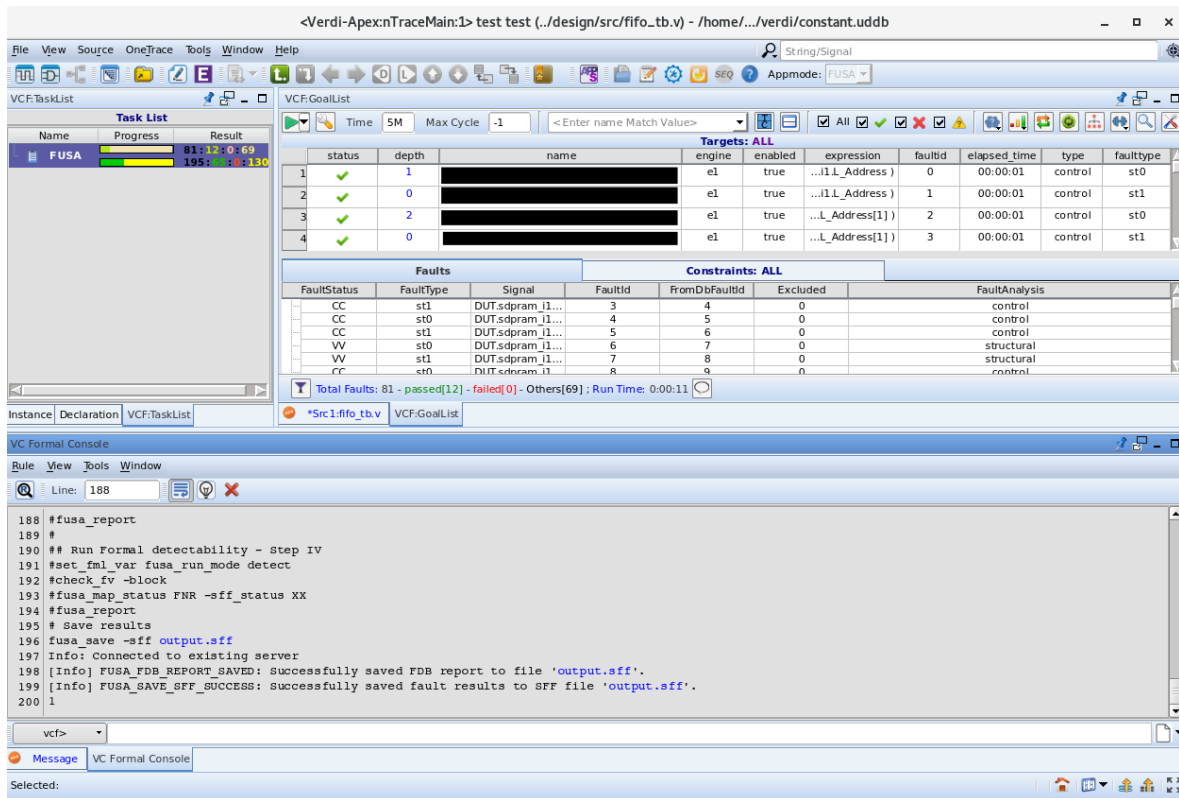 <Verdi-Apex:nTraceMain:1> test test (../design/src/fifo_tb.v) - /home/.../verdi/constant.uddb
File View Source OneTrace Tools Window Help
String/Signal
Appmode: FUSA
VCF:TaskList
VCF:GoalList
Task List
Name Progress Result
FUSA 81:12:0:69
195:65:0:130
Time 5M Max Cycle -1 <Enter name Match Value> All
Targets: ALL
status depth name engine enabled expression faultid elapsed_time type faulttype
1 1 e1 true ...i1.L_Address ) 0 00:00:01 control st0
2 0 e1 true ...i1.L_Address ) 1 00:00:01 control st1
3 2 e1 true ...L_Address[1] ) 2 00:00:01 control st0
4 0 e1 true ...L_Address[1] ) 3 00:00:01 control st1
Faults Constraints: ALL
FaultStatus FaultType Signal FaultId FromDbFaultId Excluded FaultAnalysis
CC st1 DUT.sdpram_i1... 3 4 0 control
CC st0 DUT.sdpram_i1... 4 5 0 control
CC st1 DUT.sdpram_i1... 5 6 0 control
VV st0 DUT.sdpram_i1... 6 7 0 structural
VV st1 DUT.sdpram_i1... 7 8 0 structural
CC st0 DUT.sdpram_i1... 8 9 0 control
Total Faults: 81 - passed[12] - failed[0] - Others[69] ; Run Time: 0:00:11
Instance Declaration VCF:TaskList
*Src1:fifo_tb.v VCF:GoalList
VC Formal Console
Rule View Tools Window
Line: 188
188 #fusa_report
189 #
190 ## Run Formal detectability - Step IV
191 #set_fml_var fusa_run_mode detect
192 #check_fv -block
193 #fusa_map_status FNR -sff_status XX
194 #fusa_report
195 # Save results
196 fusa_save -sff output.sff
197 Info: Connected to existing server
198 [Info] FUSA_FDB_REPORT_SAVED: Successfully saved FDB report to file 'output.sff'.
199 [Info] FUSA_SAVE_SFF_SUCCESS: Successfully saved fault results to SFF file 'output.sff'.
200 1
vcf>
Message VC Formal Console
Selected: